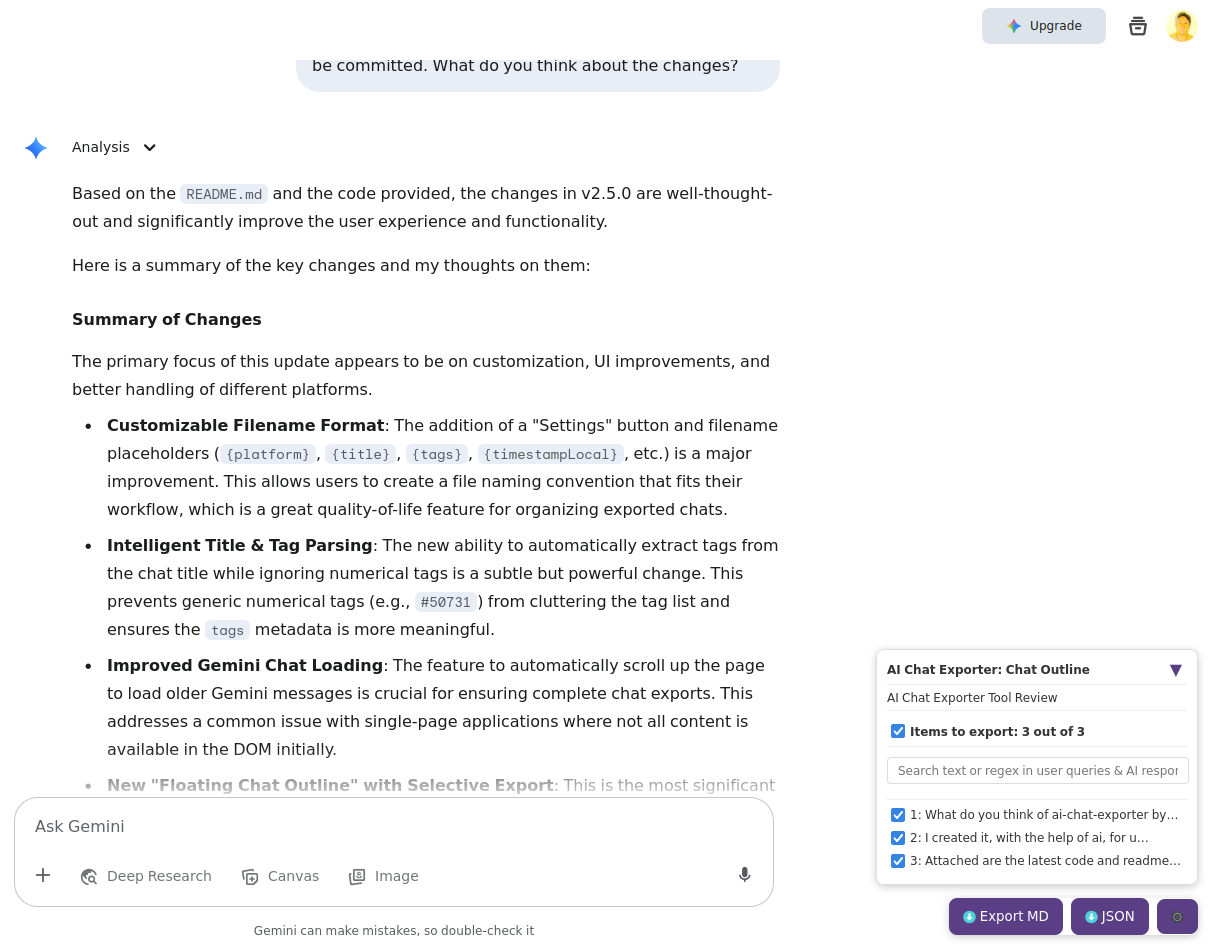 Upgrade
be committed. What do you think about the changes?
Analysis
Based on the README.md and the code provided, the changes in v2.5.0 are well-thought-
out and significantly improve the user experience and functionality.
Here is a summary of the key changes and my thoughts on them:
Summary of Changes
The primary focus of this update appears to be on customization, UI improvements, and
better handling of different platforms.
• Customizable Filename Format: The addition of a "Settings" button and filename
placeholders ( {platform} , {title} , {tags} , {timestampLocal} , etc.) is a major
improvement. This allows users to create a file naming convention that fits their
workflow, which is a great quality-of-life feature for organizing exported chats.
• Intelligent Title & Tag Parsing: The new ability to automatically extract tags from
the chat title while ignoring numerical tags is a subtle but powerful change. This
prevents generic numerical tags (e.g., #50731 ) from cluttering the tag list and
ensures the tags metadata is more meaningful.
• Improved Gemini Chat Loading: The feature to automatically scroll up the page
to load older Gemini messages is crucial for ensuring complete chat exports. This
addresses a common issue with single-page applications where not all content is
available in the DOM initially.
• New "Floating Chat Outline" with Selective Export: This is the most significant
Ask Gemini
Deep Research
Canvas
Image
Gemini can make mistakes, so double-check it
AI Chat Exporter: Chat Outline
AI Chat Exporter Tool Review
Items to export: 3 out of 3
Search text or regex in user queries & AI respor
1: What do you think of ai-chat-exporter by...
2: I created it, with the help of ai, for u...
3: Attached are the latest code and readme...
Export MD
JSON